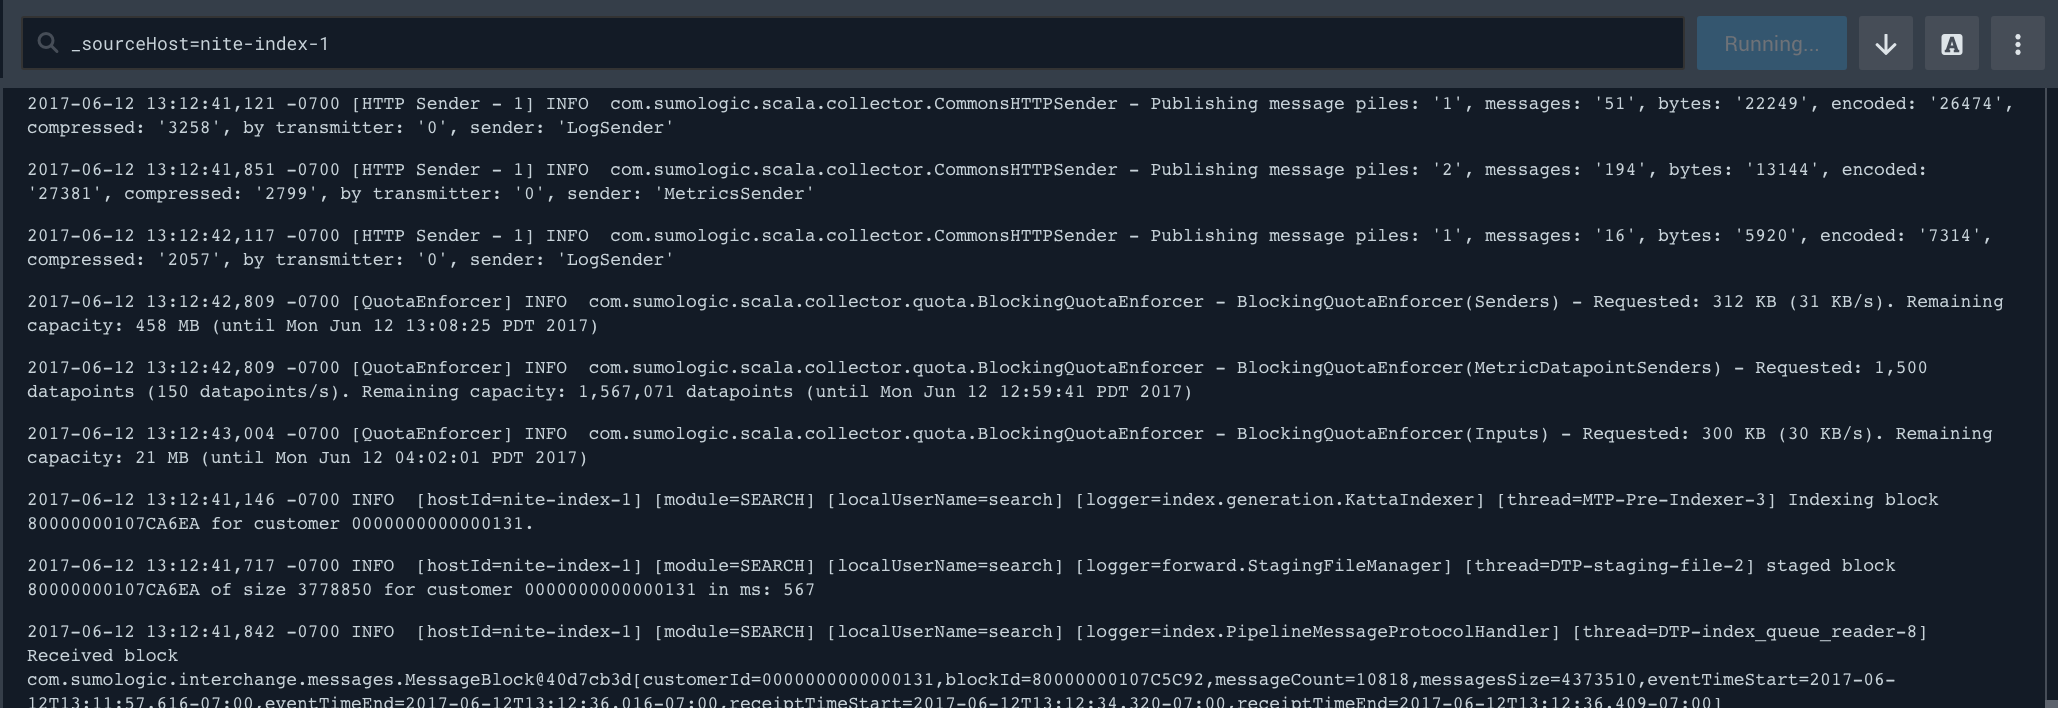 _sourceHost=nite-index-1
Running...
A
2017-06-12 13:12:41,121 -0700 [HTTP Sender - 1] INFO  com.sumologic.scala.collector.CommonsHTTPSender - Publishing message piles: '1', messages: '51', bytes: '22249', encoded: '26474',
compressed: '3258', by transmitter: '0', sender: 'LogSender'
2017-06-12 13:12:41,851 -0700 [HTTP Sender - 1] INFO  com.sumologic.scala.collector.CommonsHTTPSender - Publishing message piles: '2', messages: '194', bytes: '13144', encoded:
'27381', compressed: '2799', by transmitter: '0', sender: 'MetricsSender'
2017-06-12 13:12:42,117 -0700 [HTTP Sender - 1] INFO  com.sumologic.scala.collector.CommonsHTTPSender - Publishing message piles: '1', messages: '16', bytes: '5920', encoded: '7314',
compressed: '2057', by transmitter: '0', sender: 'LogSender'
2017-06-12 13:12:42,809 -0700 [QuotaEnforcer] INFO  com.sumologic.scala.collector.quota.BlockingQuotaEnforcer - BlockingQuotaEnforcer(Senders) - Requested: 312 KB (31 KB/s). Remaining
capacity: 458 MB (until Mon Jun 12 13:08:25 PDT 2017)
2017-06-12 13:12:42,809 -0700 [QuotaEnforcer] INFO  com.sumologic.scala.collector.quota.BlockingQuotaEnforcer - BlockingQuotaEnforcer(MetricDatapointSenders) - Requested: 1,500
datapoints (150 datapoints/s). Remaining capacity: 1,567,071 datapoints (until Mon Jun 12 12:59:41 PDT 2017)
2017-06-12 13:12:43,004 -0700 [QuotaEnforcer] INFO  com.sumologic.scala.collector.quota.BlockingQuotaEnforcer - BlockingQuotaEnforcer(Inputs) - Requested: 300 KB (30 KB/s). Remaining
capacity: 21 MB (until Mon Jun 12 04:02:01 PDT 2017)
2017-06-12 13:12:41,146 -0700 INFO  [hostId=nite-index-1] [module=SEARCH] [localUserName=search] [logger=index.generation.KattaIndexer] [thread=MTP-Pre-Indexer-3] Indexing block
80000000107CA6EA for customer 0000000000000131.
2017-06-12 13:12:41,717 -0700 INFO  [hostId=nite-index-1] [module=SEARCH] [localUserName=search] [logger=forward.StagingFileManager] [thread=DTP-staging-file-2] staged block
80000000107CA6EA of size 3778850 for customer 0000000000000131 in ms: 567
2017-06-12 13:12:41,842 -0700 INFO  [hostId=nite-index-1] [module=SEARCH] [localUserName=search] [logger=index.PipelineMessageProtocolHandler] [thread=DTP-index_queue_reader-8]
Received block
com.sumologic.interchange.messages.MessageBlock@40d7cb3d[customerId=0000000000000131,blockId=80000000107C5C92,messageCount=10818,messagesSize=4373510,eventTimeStart=2017-06-
12T13:11:57.616-07:00,eventTimeEnd=2017-06-12T13:12:36.016-07:00,receiptTimeStart=2017-06-12T13:12:34.320-07:00,receiptTimeEnd=2017-06-12T13:12:36.409-07:00]